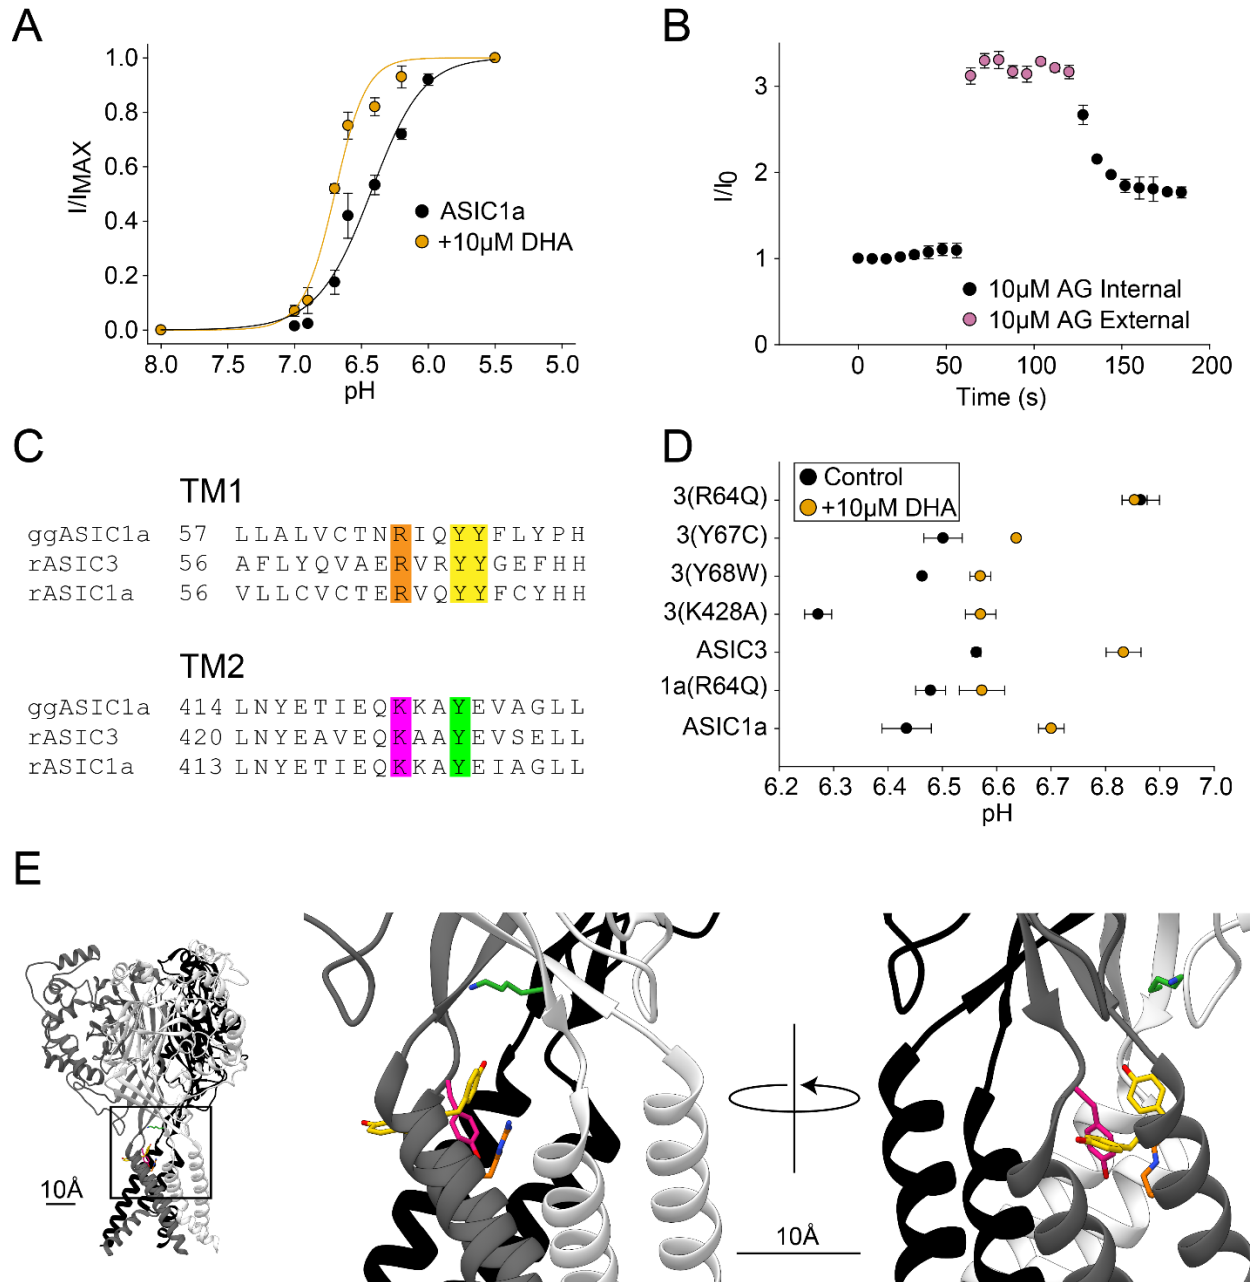 A
I/IMAX
1.0
0.8
0.6
0.4
0.2
0.0
ASIC1a
+10µM DHA
8.0 7.5 7.0 6.5 6.0 5.5 5.0
pH
B
I/I0
3
2
1
0
10µM AG Internal
10µM AG External
0 50 100 150 200
Time (s)
C
TM1
ggASIC1a 57 LLALVCTNRIQYYFLYPH
rASIC3 56 AFLYQVAERVRYYGEFHH
rASIC1a 56 VLLCVCTERVQYYFCYHH
TM2
ggASIC1a 414 LNYETIEQKKAYEVAGLL
rASIC3 420 LNYEAVEQKAAYEVSELL
rASIC1a 413 LNYETIEQKKAYEIAGLL
D
Control
+10µM DHA
3(R64Q)
3(Y67C)
3(Y68W)
3(K428A)
ASIC3
1a(R64Q)
ASIC1a
6.2 6.3 6.4 6.5 6.6 6.7 6.8 6.9 7.0
pH
E
10Å
10Å